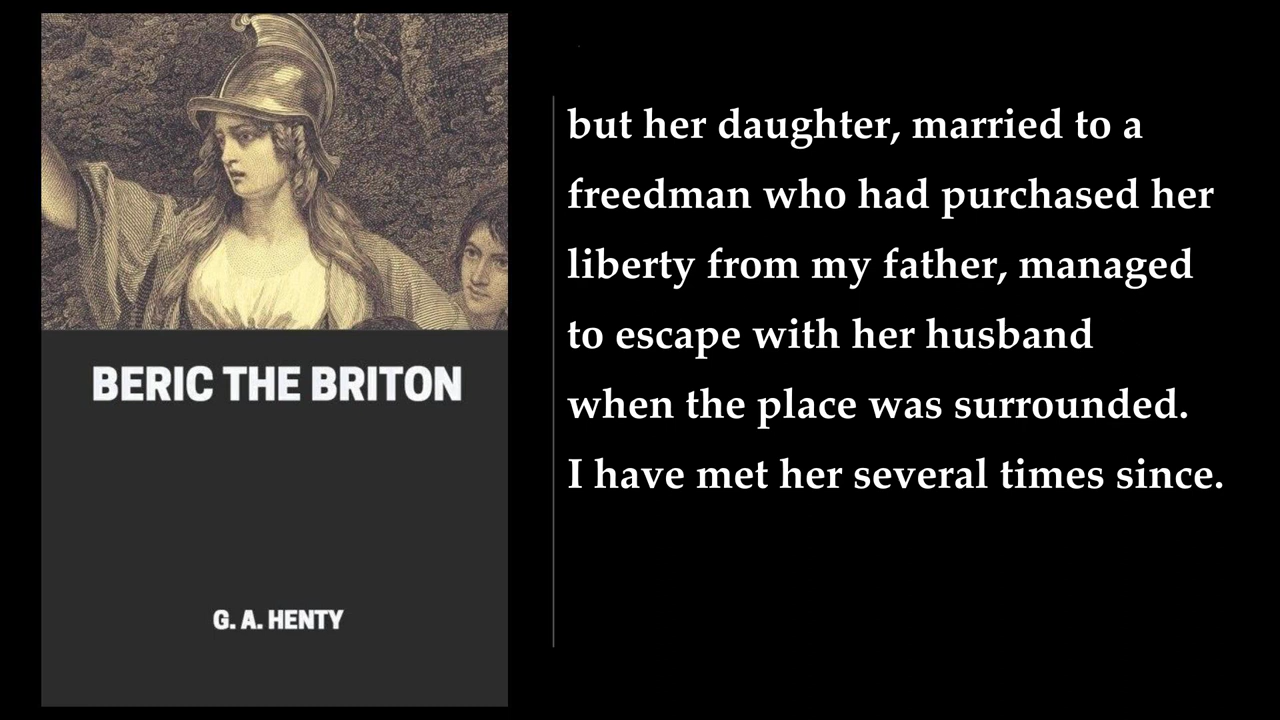 BERIC THE BRITON
G. A. HENTY
but her daughter, married to a
freedman who had purchased her
liberty from my father, managed
to escape with her husband
when the place was surrounded.
I have met her several times since.